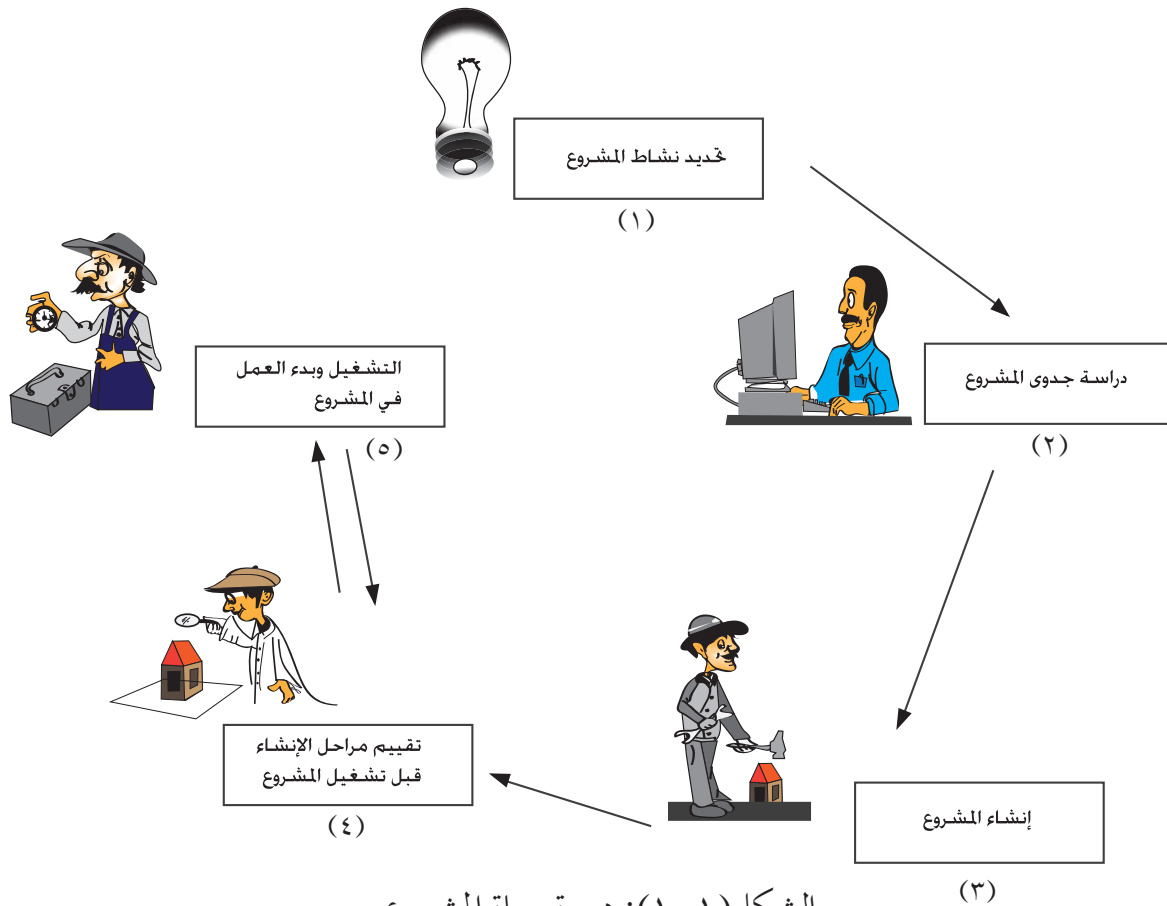 تحديد نشاط المشروع
(١)
دراسة جدوى المشروع
(٢)
إنشاء المشروع
(٣)
تقييم مراحل الإنشاء
قبل تشغيل المشروع
(٤)
التشغيل وبدء العمل
في المشروع
(٥)